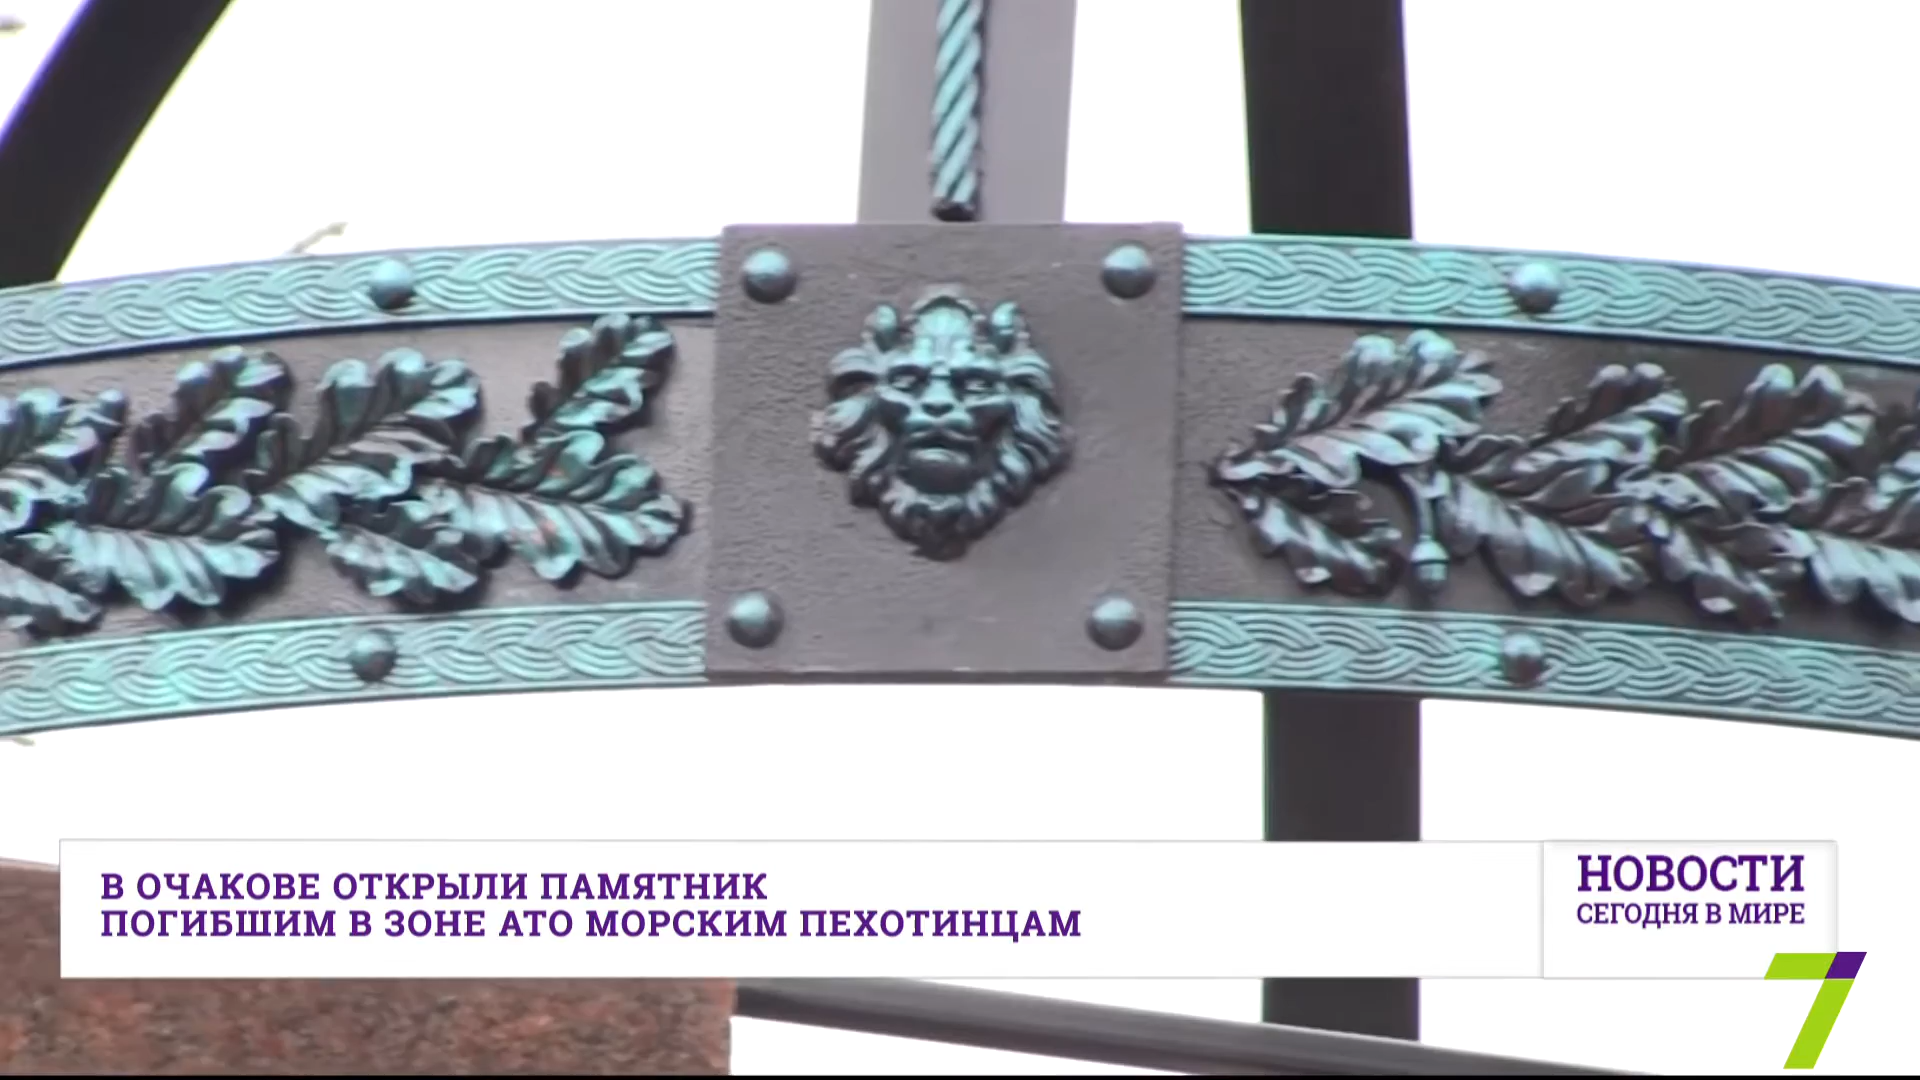 В ОЧАКОВЕ ОТКРЫЛИ ПАМЯТНИК
ПОГИБШИМ В ЗОНЕ АТО МОРСКИМ ПЕХОТИНЦАМ
НОВОСТИ
СЕГОДНЯ В МИРЕ
7